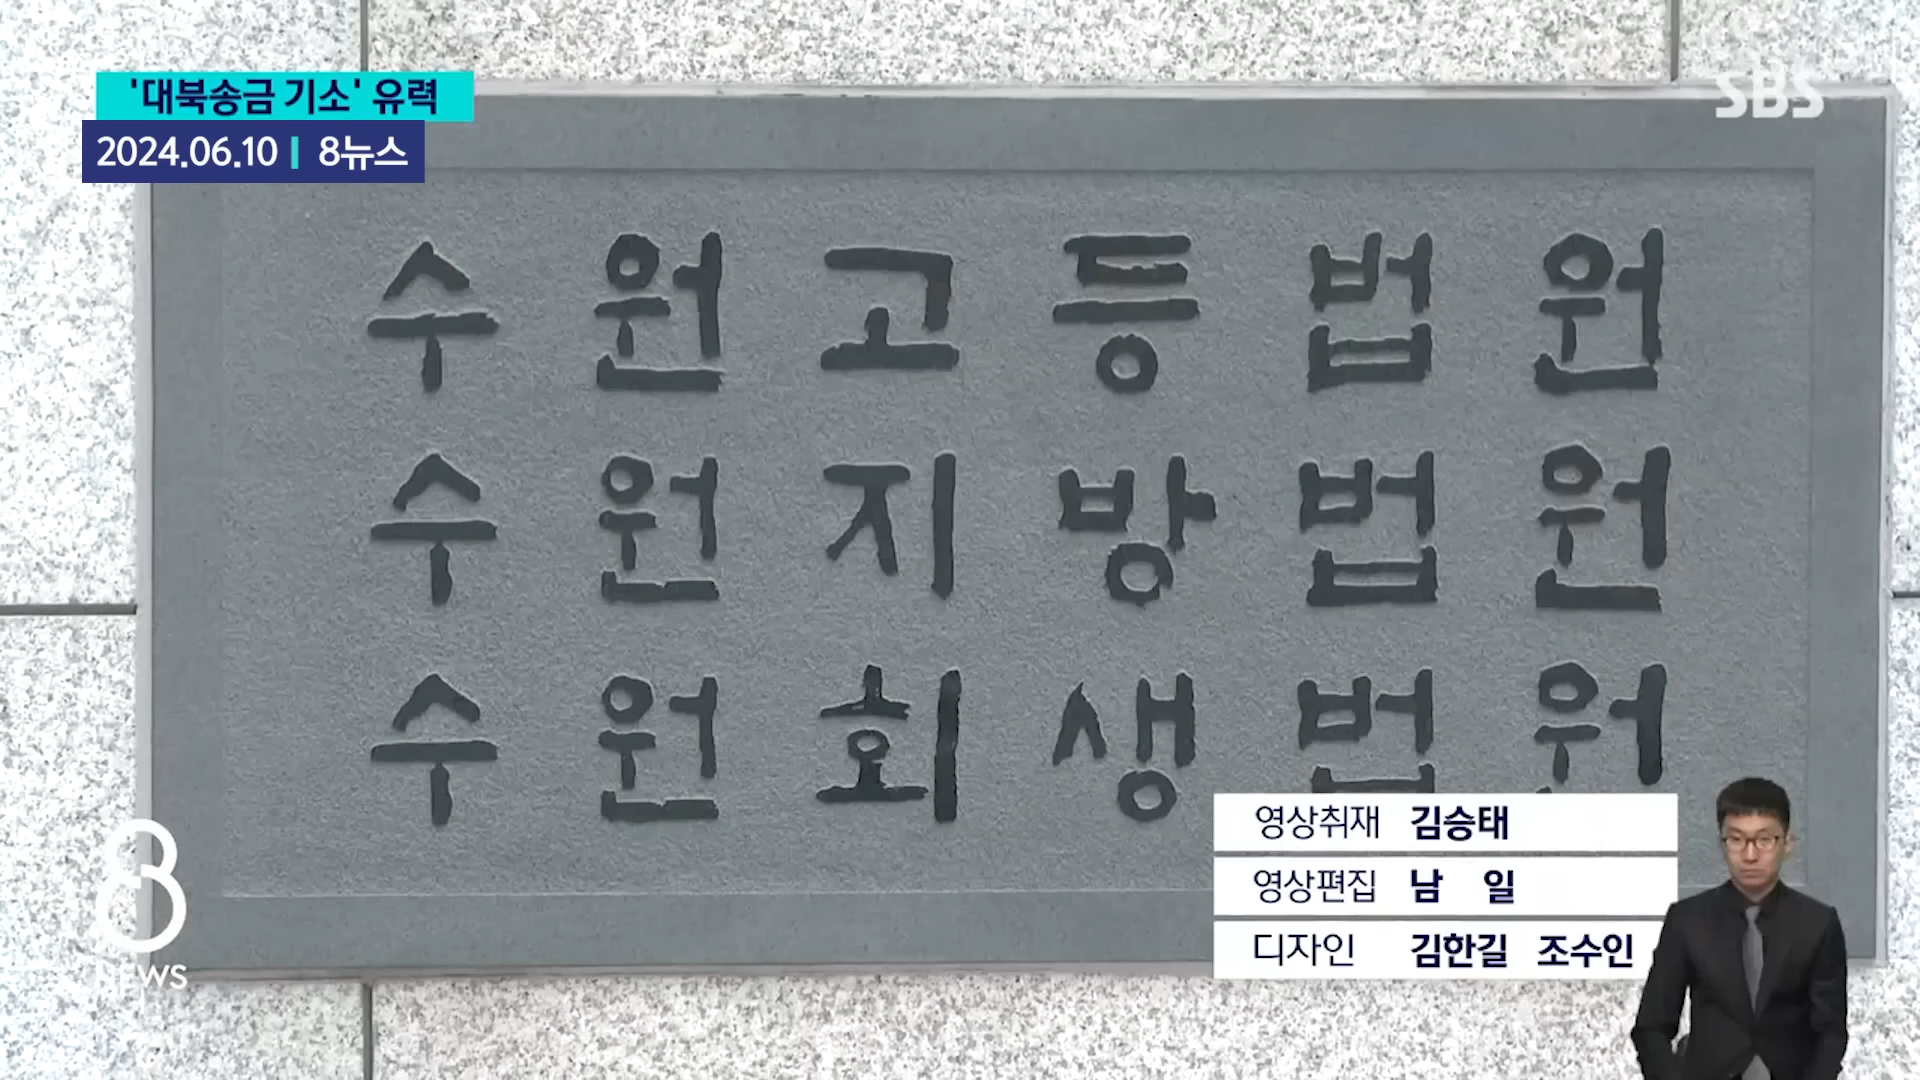 '대북송금 기소' 유력
SBS
2024.06.10 | 8뉴스
수원고등법원
수원지방법원
수원회생법원
영상취재 김승태
영상편집 남 일
디자인 김한길 조수인
8
NEWS